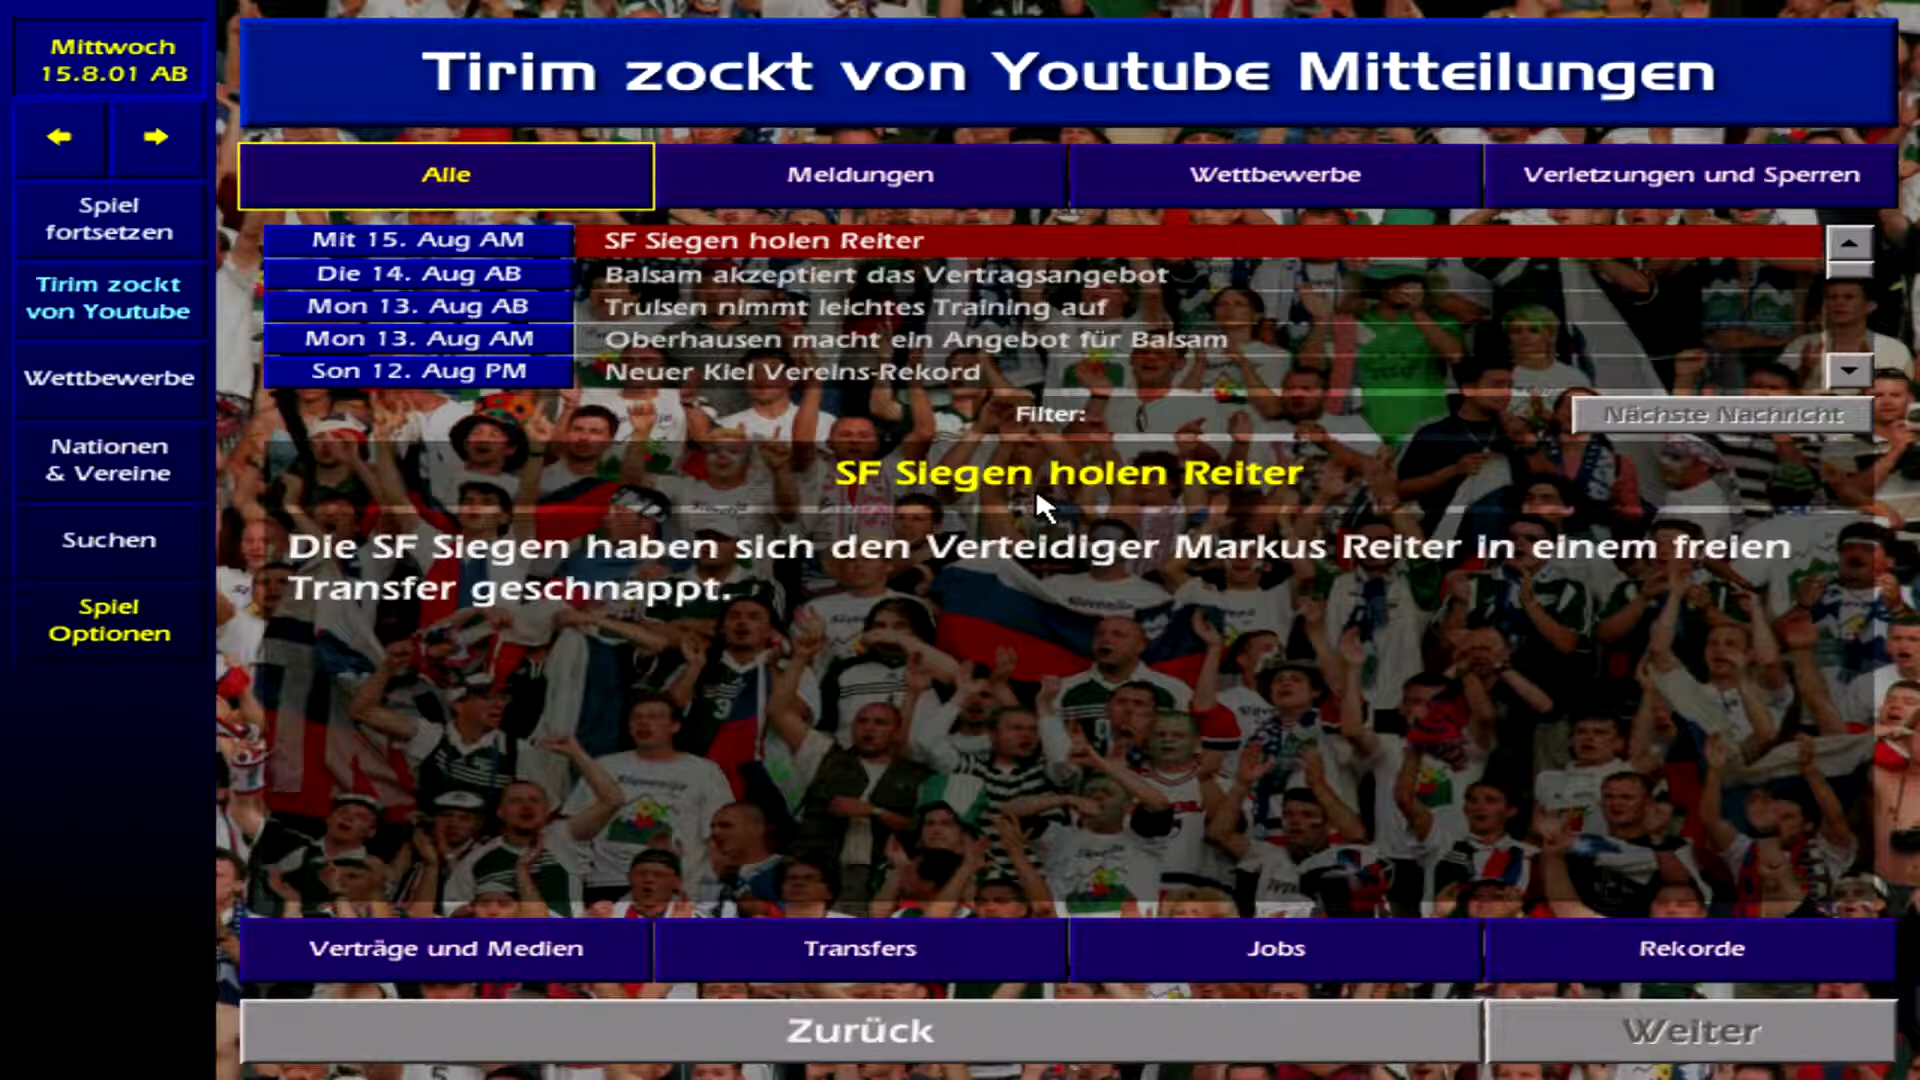 Mittwoch
15.8.01 AB
Spiel
fortsetzen
Tirim zockt
von Youtube
Wettbewerbe
Nationen
& Vereine
Suchen
Spiel
Optionen
Tirim zockt von Youtube Mitteilungen
Alle
Meldungen
Wettbewerbe
Verletzungen und Sperren
Mit 15. Aug AM SF Siegen holen Reiter
Die 14. Aug AB Balsam akzeptiert das Vertragsangebot
Mon 13. Aug AB Trulsen nimmt leichtes Training auf
Mon 13. Aug AM Oberhausen macht ein Angebot für Balsam
Son 12. Aug PM Neuer Kiel Vereins-Rekord
Filter:
Nächste Nachricht
SF Siegen holen Reiter
Die SF Siegen haben sich den Verteidiger Markus Reiter in einem freien
Transfer geschnappt.
Verträge und Medien
Transfers
Jobs
Rekorde
Zurück
Weiter